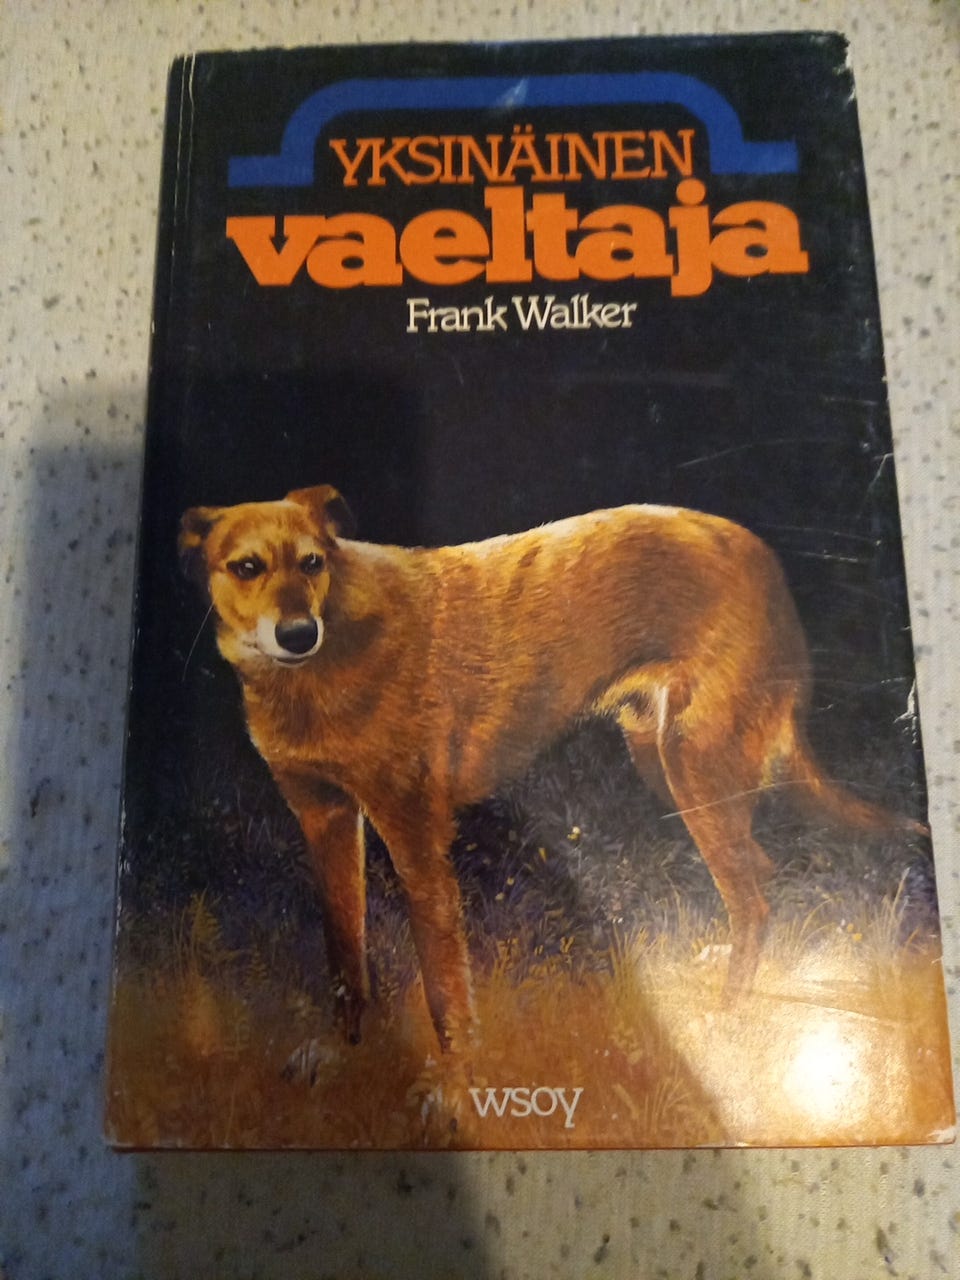 YKSINÄINEN
vaeltaja
Frank Walker
wsoy